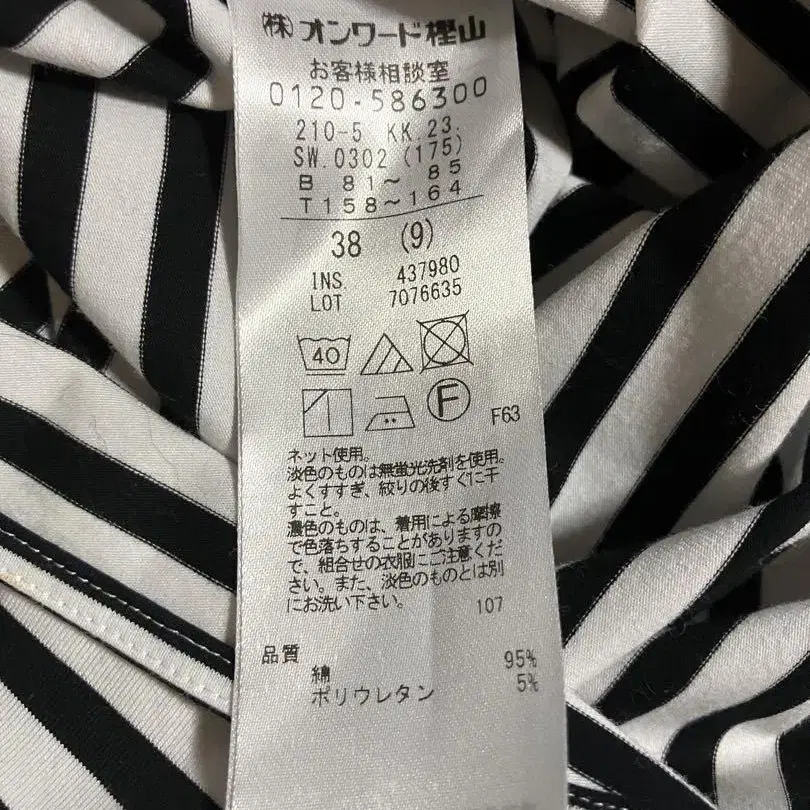 ㈱オンワード樫山
お客様相談室
0120-586300
210-5 KK 23.
SW.0302 (175)
B 81～ 85
T158～164
38 (9)
INS 437980
LOT 7076635
40
F
F63
ネット使用。
淡色のものは無蛍光洗剤を使用。
よくすすぎ、絞りの後すぐに干
すこと。
濃色のものは、着用による摩擦
で色落ちすることがありますの
で、組合せの衣服にご注意くだ
さい。また、淡色のものとは別
にお洗い下さい。 107
品質
綿 95%
ポリウレタン 5%